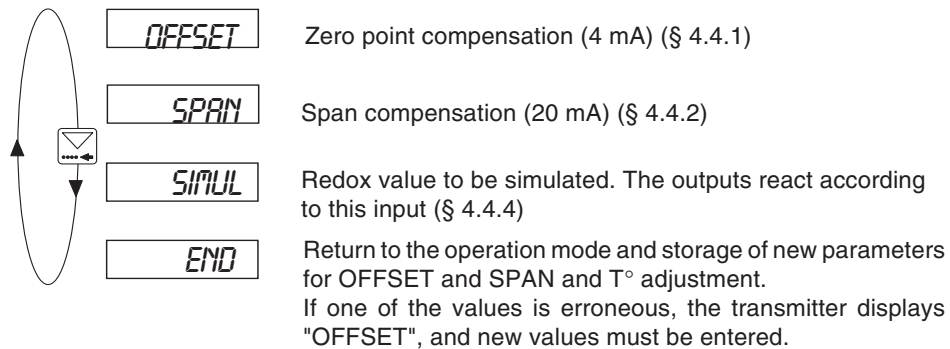 OFFSET
Zero point compensation (4 mA) (§ 4.4.1)
SPAN
Span compensation (20 mA) (§ 4.4.2)
SIMUL
Redox value to be simulated. The outputs react according
to this input (§ 4.4.4)
END
Return to the operation mode and storage of new parameters
for OFFSET and SPAN and T° adjustment.
If one of the values is erroneous, the transmitter displays
"OFFSET", and new values must be entered.